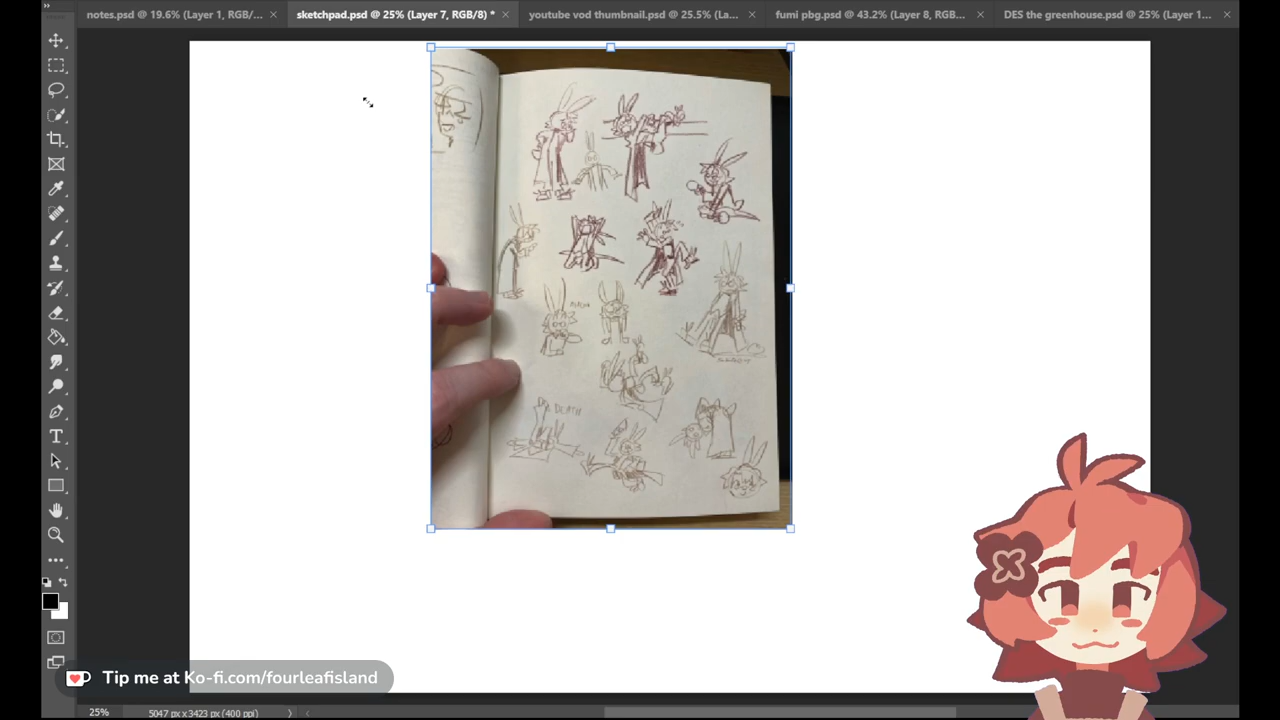 notes.psd @ 19.6% (Layer 1, RGB/...
sketchpad.psd @ 25% (Layer 7, RGB/8) *
youtube vod thumbnail.psd @ 25.5% (La...
fumi pbg.psd @ 43.2% (Layer 8, RGB...
DES the greenhouse.psd @ 25% (Layer 1...
DEATH
Tip me at Ko-fi.com/fourleafisland
25%
5047 px x 3423 px (400 ppi)